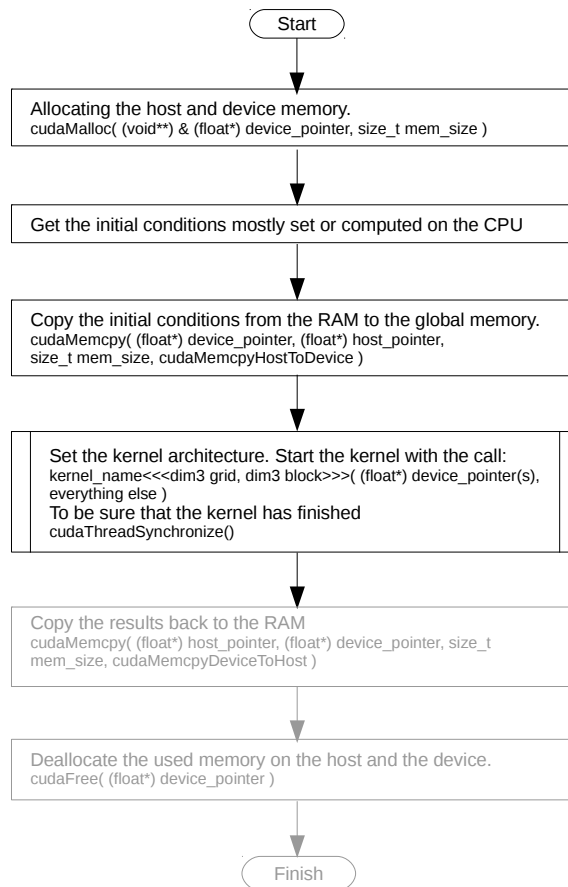 Start
Allocating the host and device memory.
cudaMalloc( (void**) & (float*) device_pointer, size_t mem_size )
Get the initial conditions mostly set or computed on the CPU
Copy the initial conditions from the RAM to the global memory.
cudaMemcpy( (float*) device_pointer, (float*) host_pointer,
size_t mem_size, cudaMemcpyHostToDevice )
Set the kernel architecture. Start the kernel with the call:
kernel_name<<<dim3 grid, dim3 block>>>( (float*) device_pointer(s),
everything else )
To be sure that the kernel has finished
cudaThreadSynchronize()
Copy the results back to the RAM
cudaMemcpy( (float*) host_pointer, (float*) device_pointer, size_t
mem_size, cudaMemcpyDeviceToHost )
Deallocate the used memory on the host and the device.
cudaFree( (float*) device_pointer )
Finish